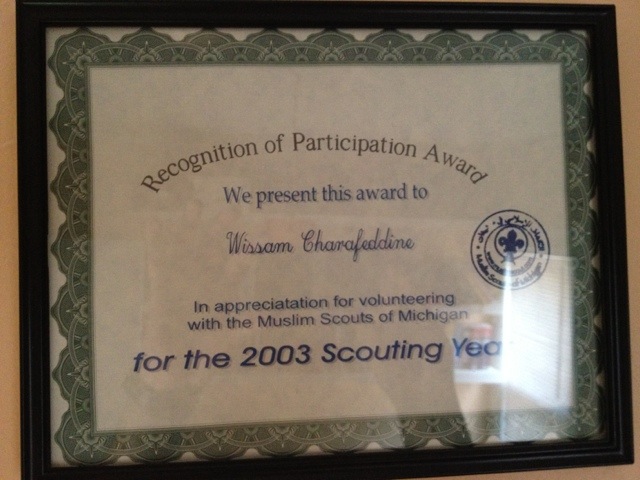 Recognition of Participation Award
We present this award to
Wissam Charafeddine
In appreciatation for volunteering
with the Muslim Scouts of Michigan
for the 2003 Scouting Year